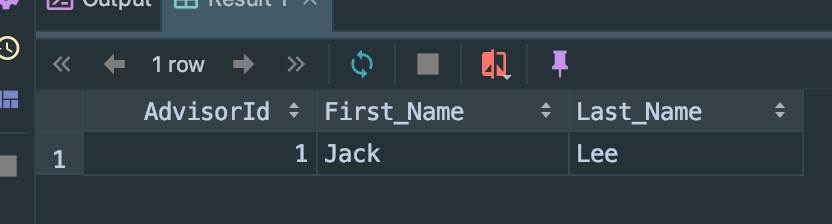 Output Result 1
1 row
AdvisorId First_Name Last_Name
1 1 Jack Lee